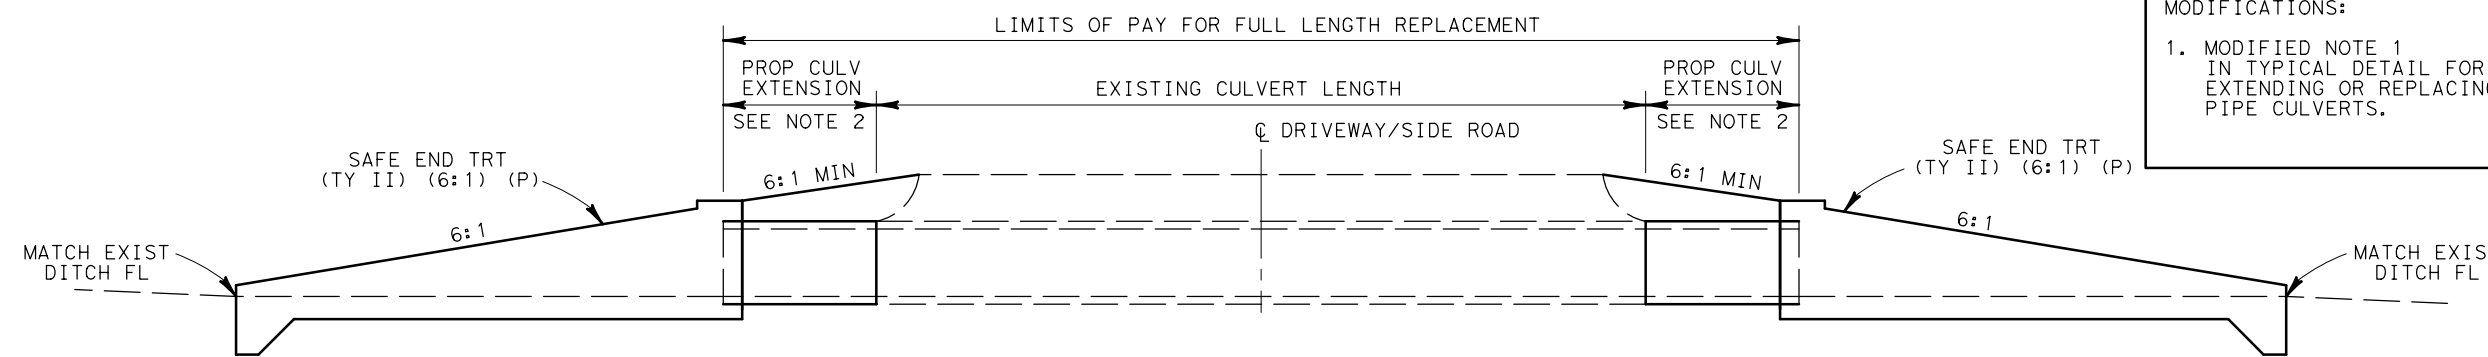 LIMITS OF PAY FOR FULL LENGTH REPLACEMENT
PROP CULV
EXTENSION
SEE NOTE 2
EXISTING CULVERT LENGTH
PROP CULV
EXTENSION
SEE NOTE 2
℄ DRIVEWAY/SIDE ROAD
SAFE END TRT
(TY II) (6:1) (P)
6:1 MIN
6:1 MIN
SAFE END TRT
(TY II) (6:1) (P)
6:1
6:1
MATCH EXIST
DITCH FL
MATCH EXIS
DITCH FL
MODIFICATIONS:
1. MODIFIED NOTE 1
IN TYPICAL DETAIL FOR
EXTENDING OR REPLACING
PIPE CULVERTS.